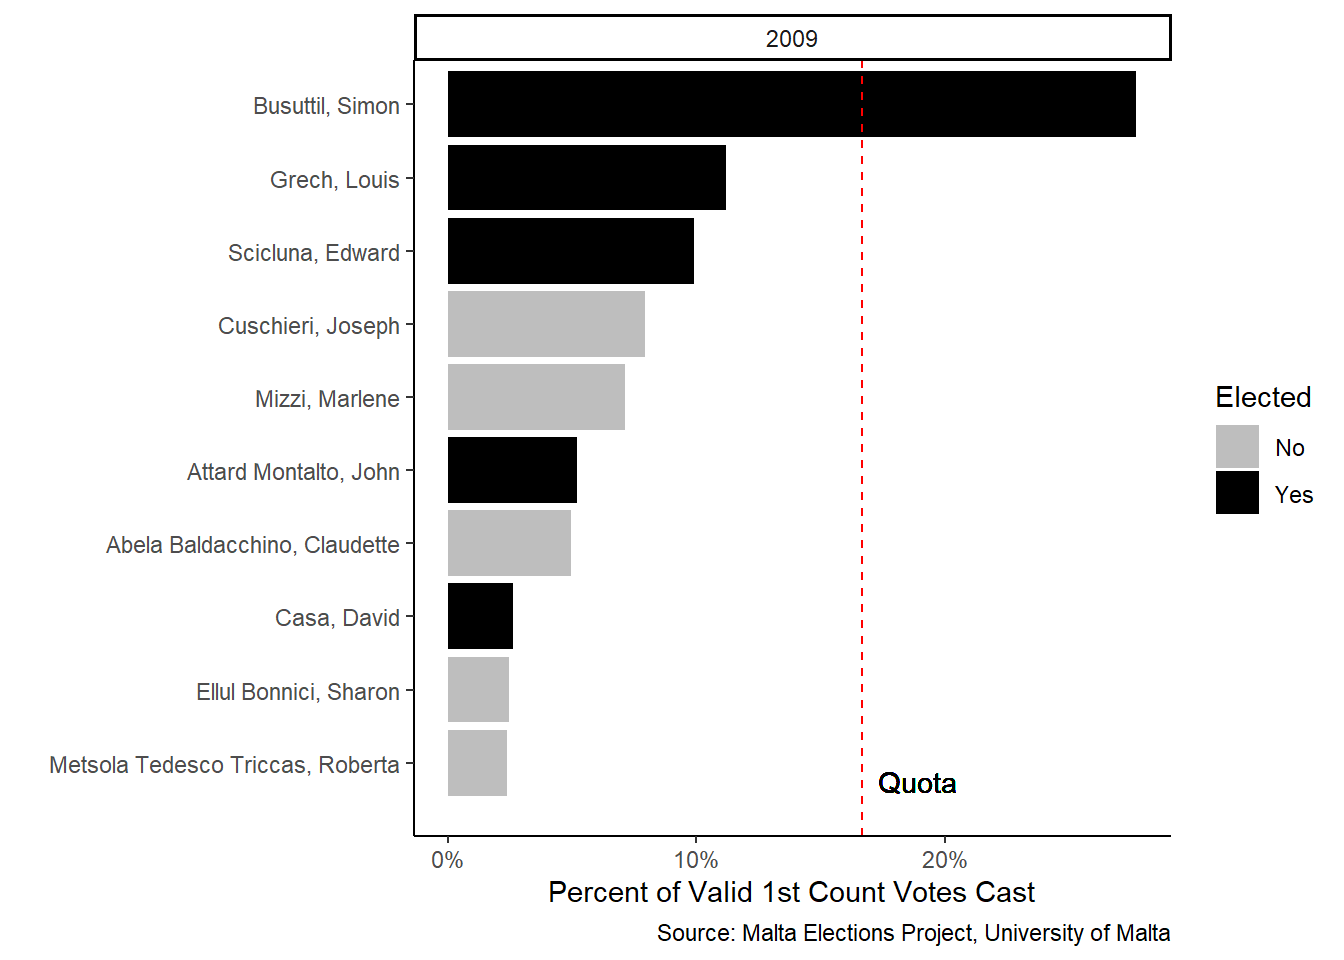 2009
Busuttil, Simon
Grech, Louis
Scicluna, Edward
Cuschieri, Joseph
Mizzi, Marlene
Attard Montalto, John
Abela Baldacchino, Claudette
Casa, David
Ellul Bonnici, Sharon
Metsola Tedesco Triccas, Roberta
Quota
0% 10% 20%
Percent of Valid 1st Count Votes Cast
Source: Malta Elections Project, University of Malta
Elected
No
Yes